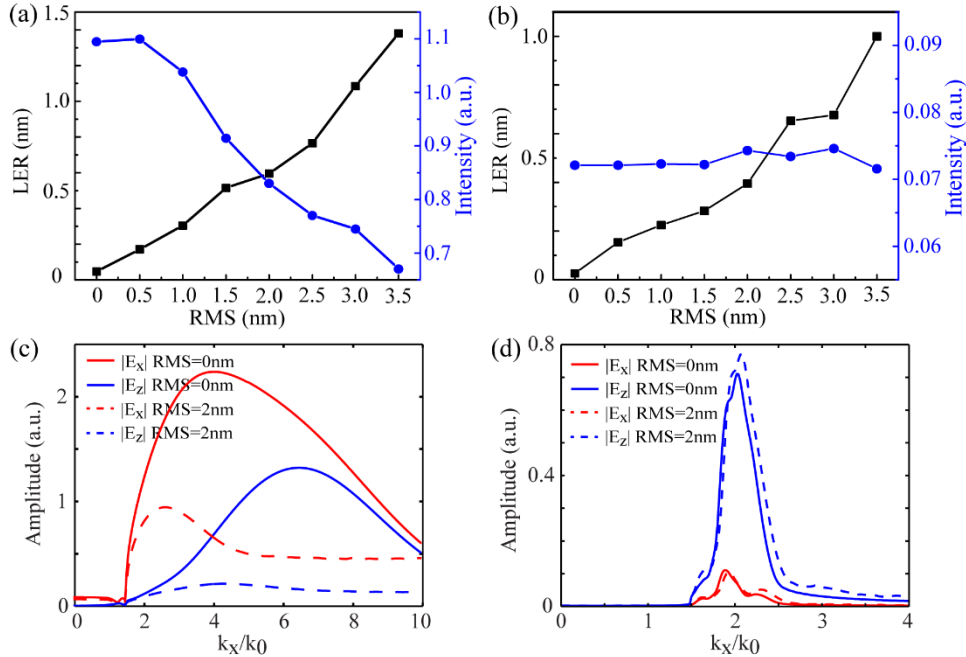 (a)
1.5
1.0
0.5
0
LER (nm)
1.1
1.0
0.9
0.8
0.7
Intensity (a.u.)
0 0.5 1.0 1.5 2.0 2.5 3.0 3.5
RMS (nm)
(b)
1.0
0.5
0
LER (nm)
0.09
0.08
0.07
0.06
Intensity (a.u.)
0 0.5 1.0 1.5 2.0 2.5 3.0 3.5
RMS (nm)
(c)
|Ex| RMS=0nm
|Ez| RMS=0nm
|Ex| RMS=2nm
|Ez| RMS=2nm
2
1
0
Amplitude (a.u.)
0 2 4 6 8 10
kx/k0
(d)
|Ex| RMS=0nm
|Ez| RMS=0nm
|Ex| RMS=2nm
|Ez| RMS=2nm
0.8
0.4
0
Amplitude (a.u.)
0 1 2 3 4
kx/k0